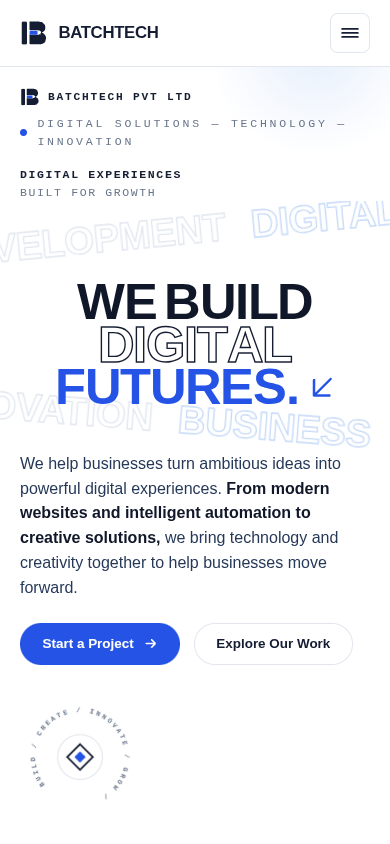 BATCHTECH
BATCHTECH PVT LTD
DIGITAL SOLUTIONS — TECHNOLOGY —
INNOVATION
DIGITAL EXPERIENCES
BUILT FOR GROWTH
VELOPMENT DIGITAL
WE BUILD
DIGITAL
FUTURES.
OVATION BUSINESS
We help businesses turn ambitious ideas into
powerful digital experiences. From modern
websites and intelligent automation to
creative solutions, we bring technology and
creativity together to help businesses move
forward.
Start a Project → Explore Our Work
BUILD / CREATE / INNOVATE / GROW /